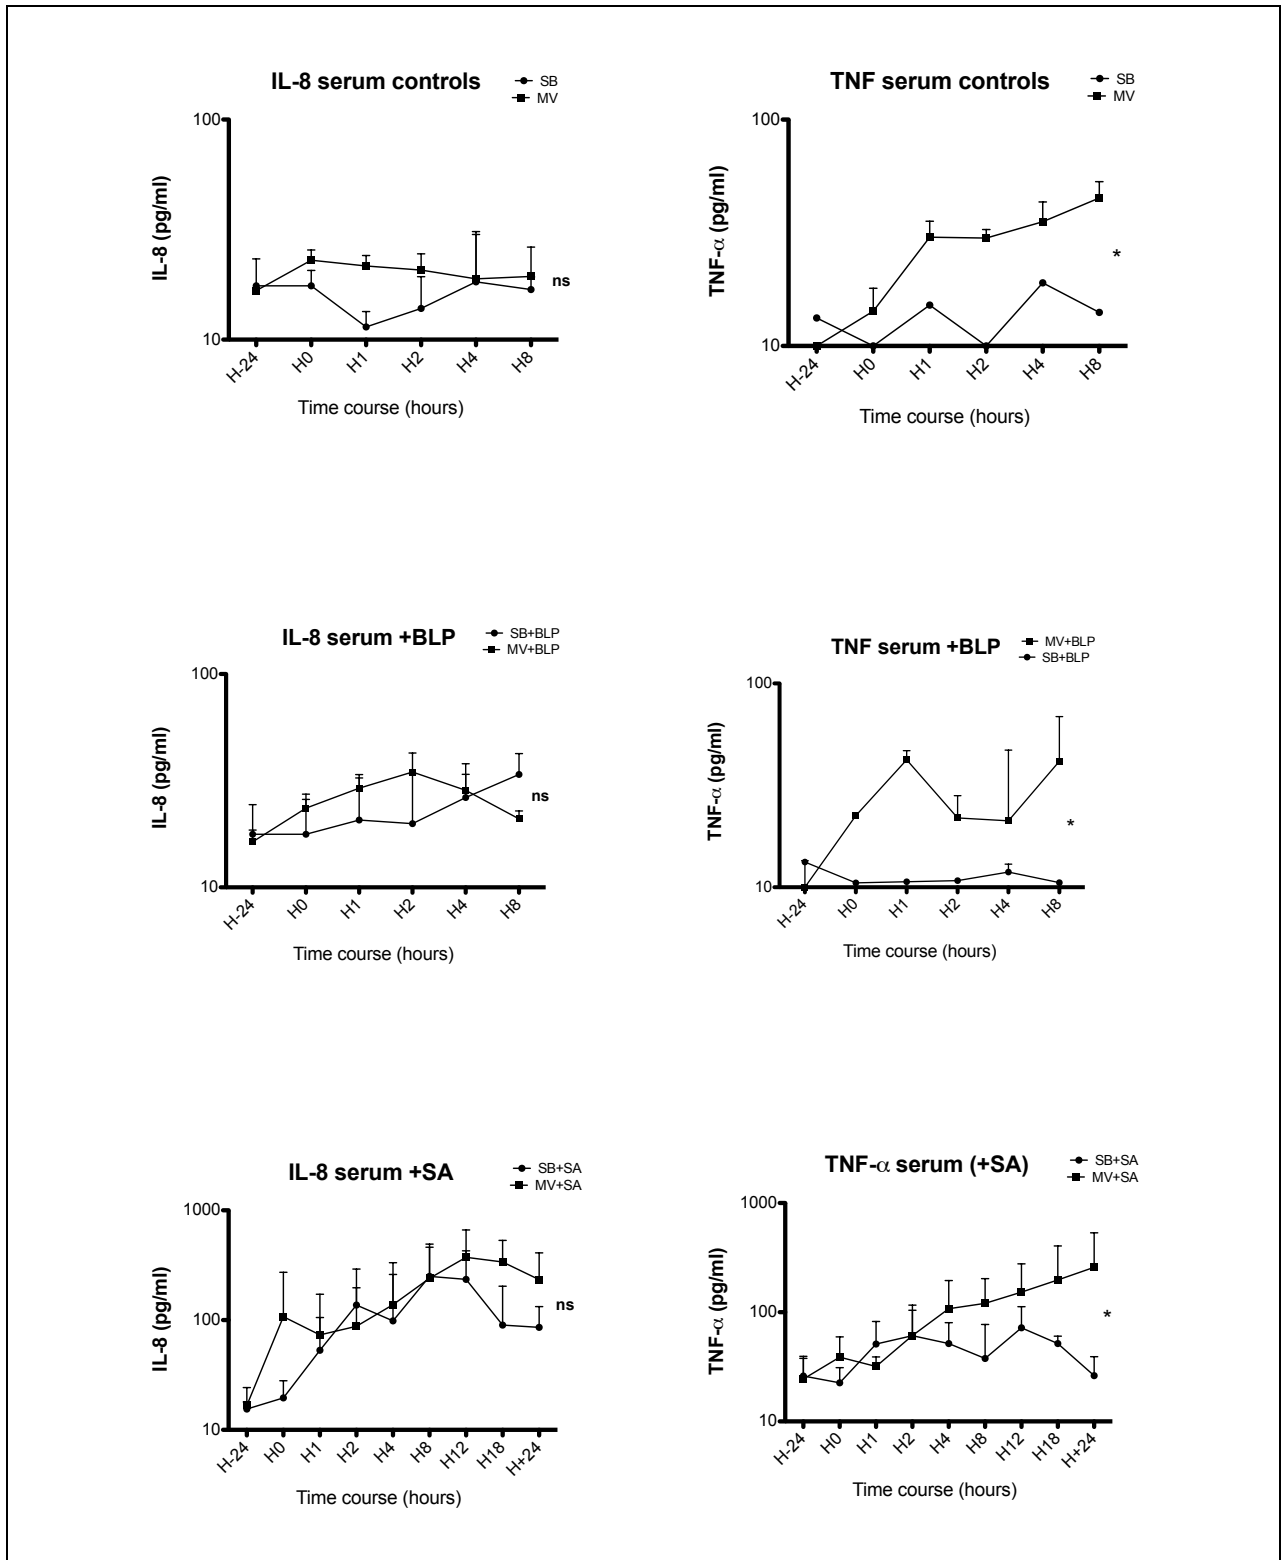 IL-8 serum controls
SB
MV
100
10
IL-8 (pg/ml)
ns
H-24
H0
H1
H2
H4
H8
Time course (hours)
TNF serum controls
SB
MV
100
10
TNF-α (pg/ml)
*
H-24
H0
H1
H2
H4
H8
Time course (hours)
IL-8 serum +BLP
SB+BLP
MV+BLP
100
10
IL-8 (pg/ml)
ns
H-24
H0
H1
H2
H4
H8
Time course (hours)
TNF serum +BLP
MV+BLP
SB+BLP
100
10
TNF-α (pg/ml)
*
H-24
H0
H1
H2
H4
H8
Time course (hours)
IL-8 serum +SA
SB+SA
MV+SA
1000
100
10
IL-8 (pg/ml)
ns
H-24
H0
H1
H2
H4
H8
H12
H18
H+24
Time course (hours)
TNF-α serum (+SA)
SB+SA
MV+SA
1000
100
10
TNF-α (pg/ml)
*
H-24
H0
H1
H2
H4
H8
H12
H18
H+24
Time course (hours)